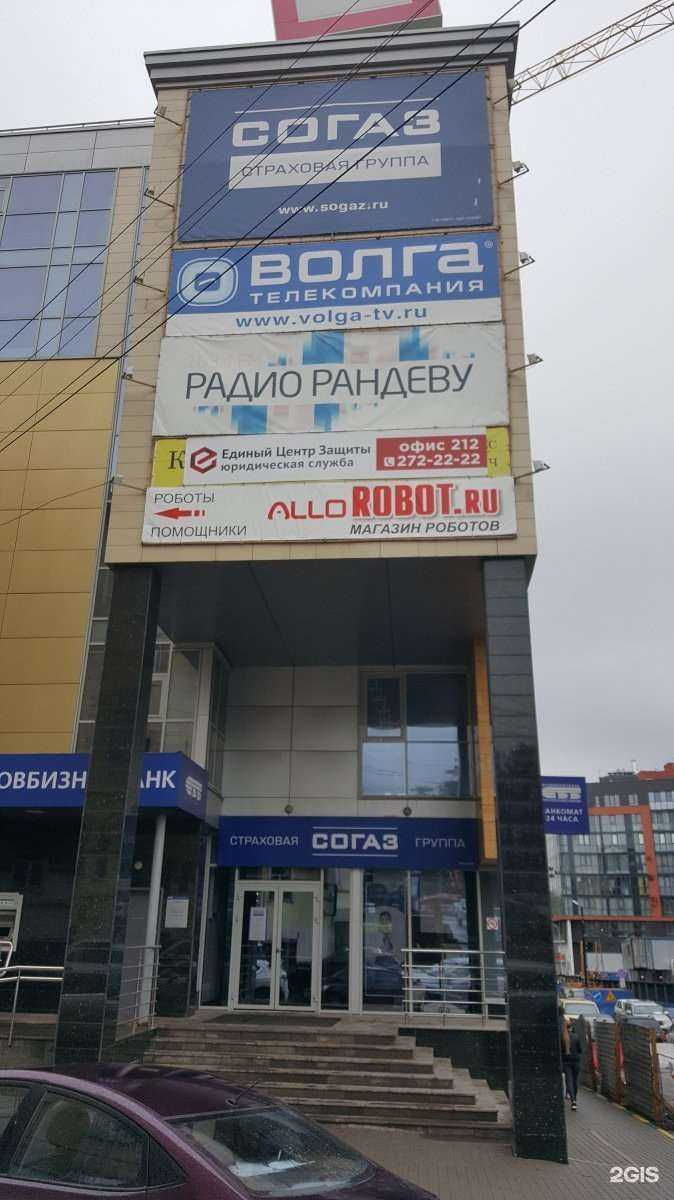 СОГАЗ
СТРАХОВАЯ ГРУППА
www.sogaz.ru
ВОЛГА®
ТЕЛЕКОМПАНИЯ
www.volga-tv.ru
РАДИО РАНДЕВУ
Единый Центр Защиты
юридическая служба
офис 212
272-22-22
РОБОТЫ
ПОМОЩНИКИ
ALLO ROBOT.RU
МАГАЗИН РОБОТОВ
ОВБИЗН АНК
СТРАХОВАЯ СОГАЗ ГРУППА
АНКОМАТ
24 ЧАСА
2GIS